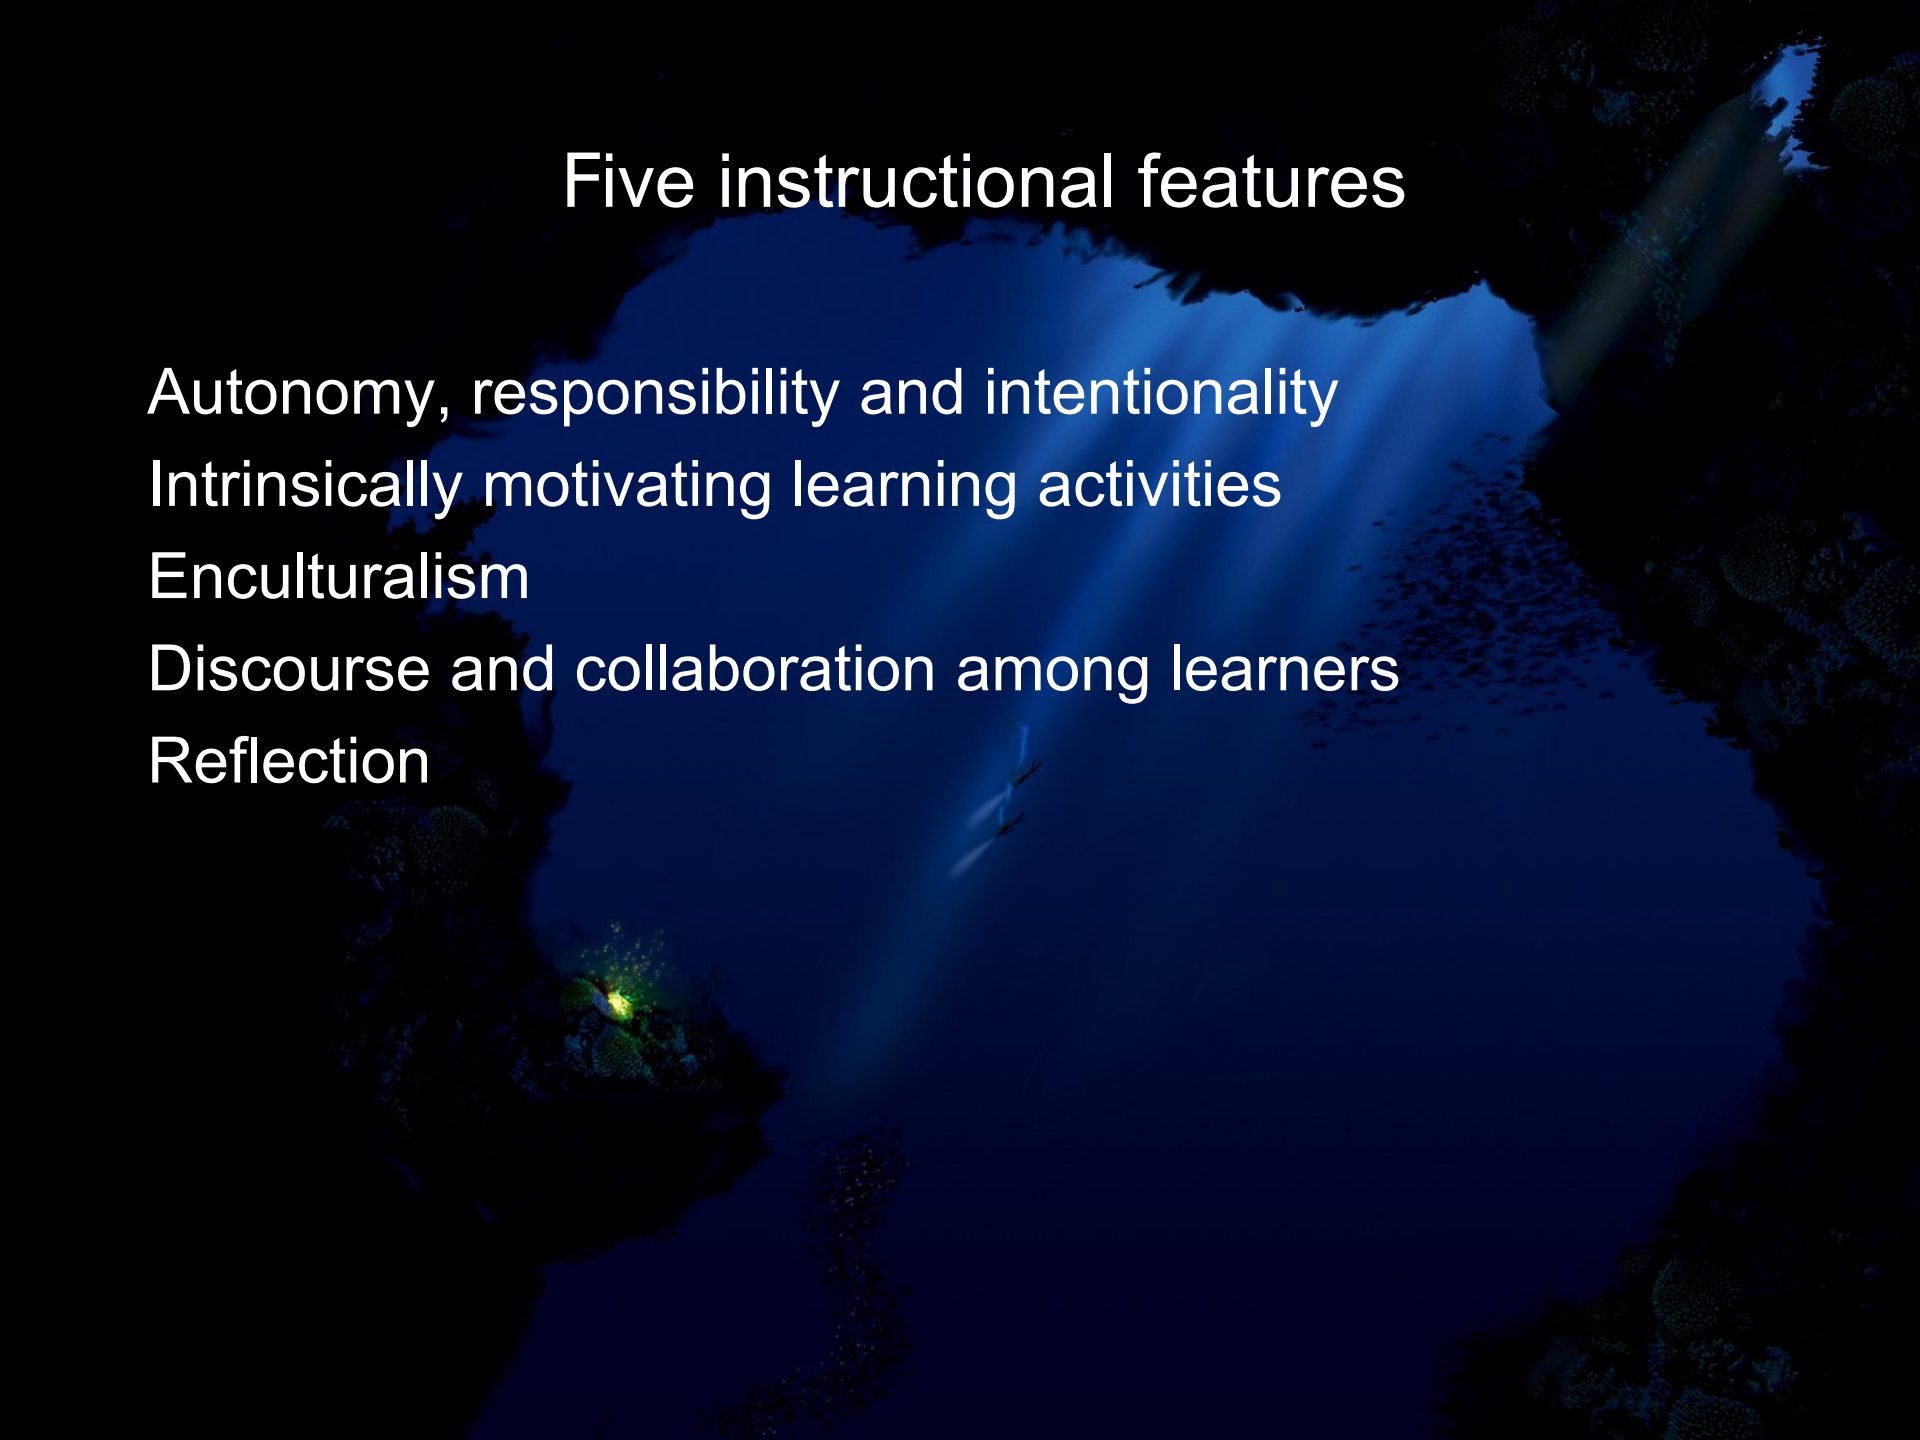 Five instructional features
Autonomy, responsibility and intentionality
Intrinsically motivating learning activities
Enculturalism
Discourse and collaboration among learners
Reflection